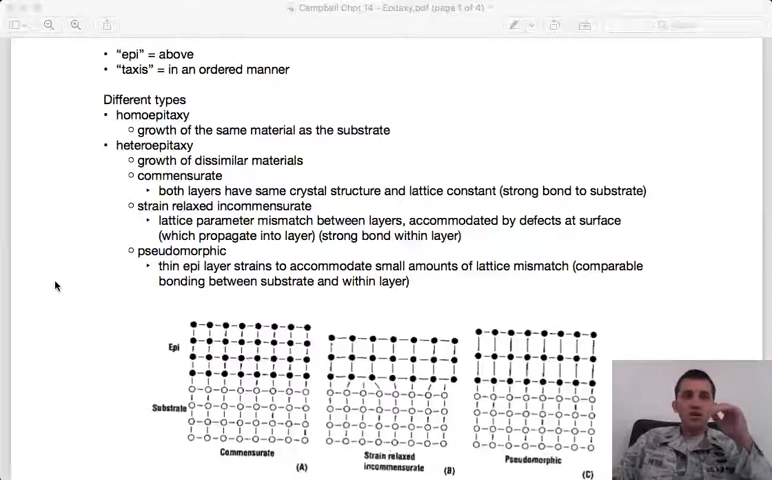 Campbell Chpt 14 - Epitaxy.pdf (page 1 of 4)
• "epi" = above
• "taxis" = in an ordered manner
Different types
• homoepitaxy
○ growth of the same material as the substrate
• heteroepitaxy
○ growth of dissimilar materials
○ commensurate
‣ both layers have same crystal structure and lattice constant (strong bond to substrate)
○ strain relaxed incommensurate
‣ lattice parameter mismatch between layers, accommodated by defects at surface
(which propagate into layer) (strong bond within layer)
○ pseudomorphic
‣ thin epi layer strains to accommodate small amounts of lattice mismatch (comparable
bonding between substrate and within layer)
Epi
Substrate
Commensurate
(A)
Strain relaxed
incommensurate
(B)
Pseudomorphic
(C)